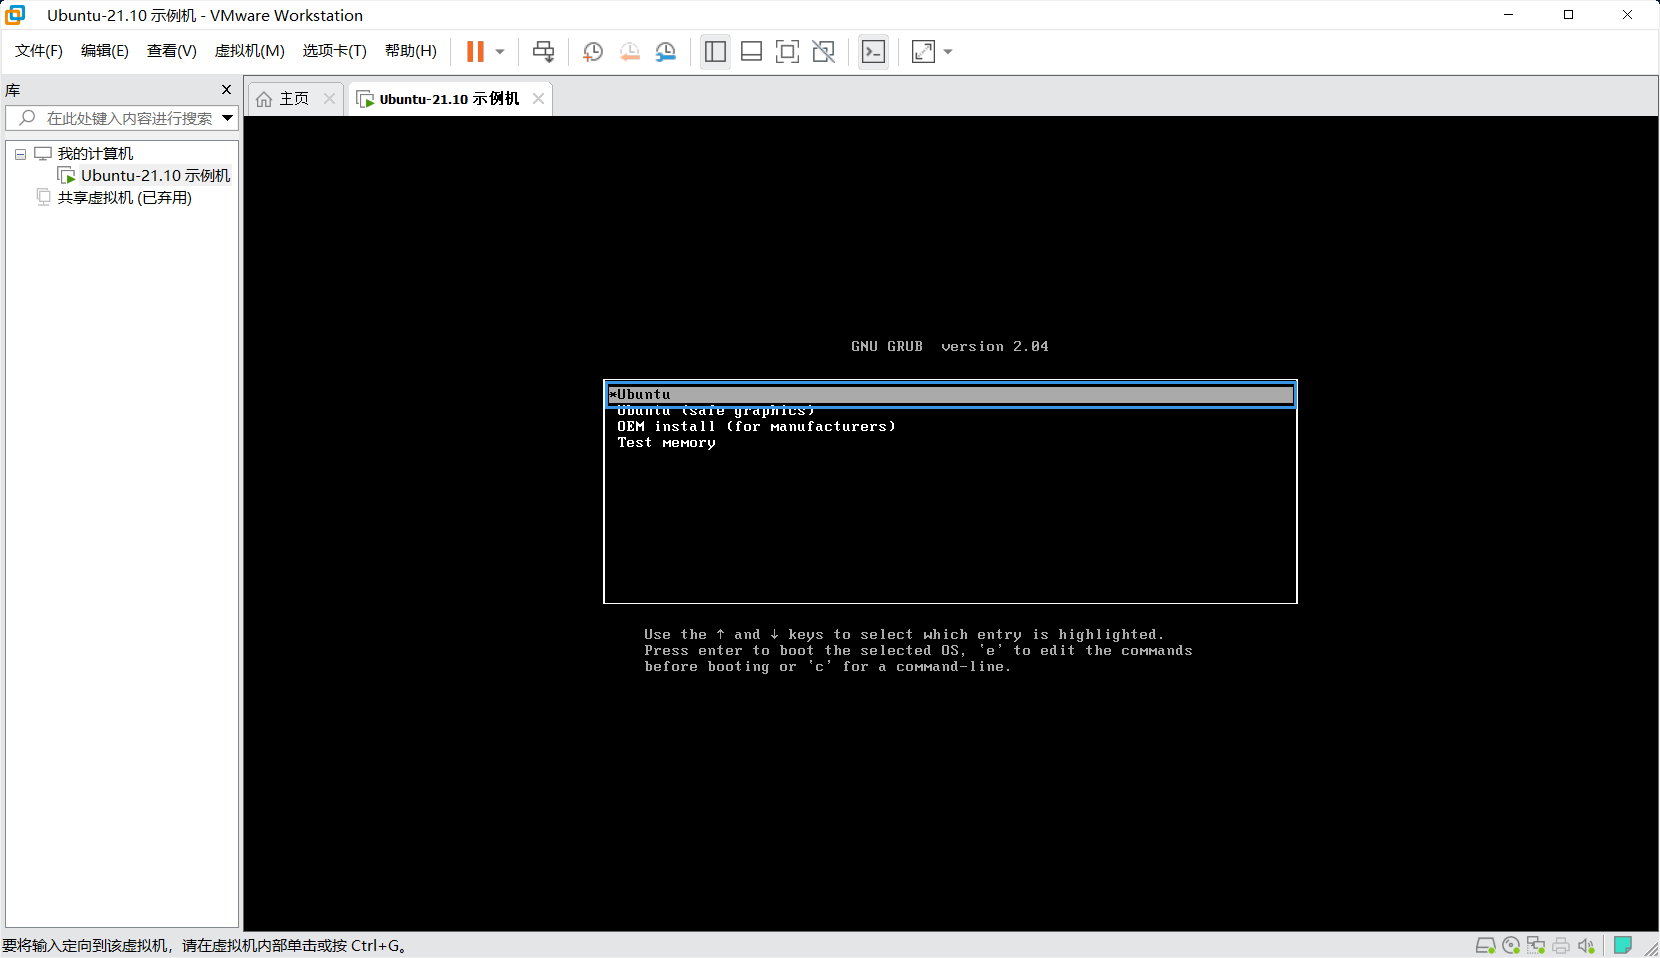 Ubuntu-21.10 示例机 - VMware Workstation
文件(F) 编辑(E) 查看(V) 虚拟机(M) 选项卡(T) 帮助(H)
库
主页
Ubuntu-21.10 示例机
在此处键入内容进行搜索
我的计算机
Ubuntu-21.10 示例机
共享虚拟机 (已弃用)
GNU GRUB  version 2.04
*Ubuntu
Ubuntu (safe graphics)
OEM install (for manufacturers)
Test memory
Use the ↑ and ↓ keys to select which entry is highlighted.
Press enter to boot the selected OS, `e' to edit the commands
before booting or `c' for a command-line.
要将输入定向到该虚拟机，请在虚拟机内部单击或按 Ctrl+G。